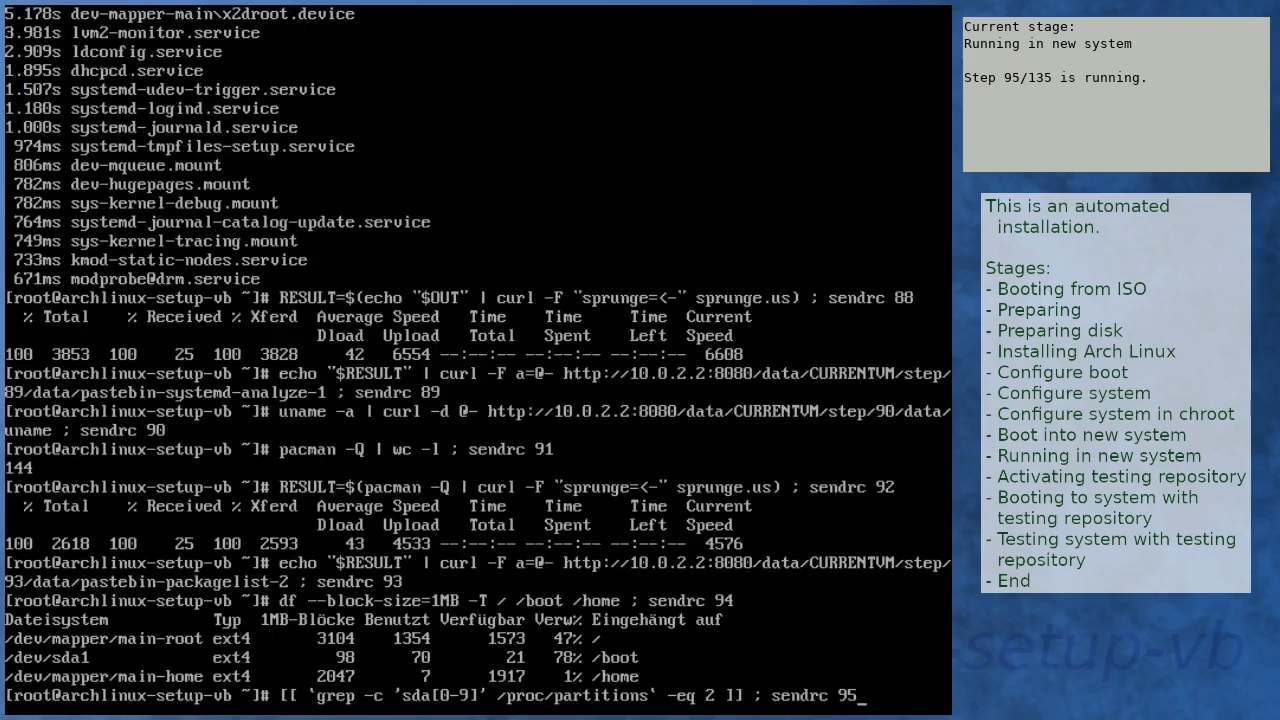 5.178s dev-mapper-main\x2droot.device
3.981s lvm2-monitor.service
2.909s ldconfig.service
1.895s dhcpcd.service
1.507s systemd-udev-trigger.service
1.180s systemd-logind.service
1.000s systemd-journald.service
974ms systemd-tmpfiles-setup.service
806ms dev-mqueue.mount
782ms dev-hugepages.mount
782ms sys-kernel-debug.mount
764ms systemd-journal-catalog-update.service
749ms sys-kernel-tracing.mount
733ms kmod-static-nodes.service
671ms modprobe@drm.service
[root@archlinux-setup-vb ~]# RESULT=$(echo "$OUT" | curl -F "sprunge=<-" sprunge.us) ; sendrc 88
% Total    % Received % Xferd  Average Speed   Time    Time     Time  Current
Dload  Upload   Total   Spent    Left  Speed
100  3853  100    25  100  3828     42   6554 --:--:-- --:--:-- --:--:--  6608
[root@archlinux-setup-vb ~]# echo "$RESULT" | curl -F a=@- http://10.0.2.2:8080/data/CURRENTVM/step/
89/data/pastebin-systemd-analyze-1 ; sendrc 89
[root@archlinux-setup-vb ~]# uname -a | curl -d @- http://10.0.2.2:8080/data/CURRENTVM/step/90/data/
uname ; sendrc 90
[root@archlinux-setup-vb ~]# pacman -Q | wc -l ; sendrc 91
144
[root@archlinux-setup-vb ~]# RESULT=$(pacman -Q | curl -F "sprunge=<-" sprunge.us) ; sendrc 92
% Total    % Received % Xferd  Average Speed   Time    Time     Time  Current
Dload  Upload   Total   Spent    Left  Speed
100  2618  100    25  100  2593     43   4533 --:--:-- --:--:-- --:--:--  4576
[root@archlinux-setup-vb ~]# echo "$RESULT" | curl -F a=@- http://10.0.2.2:8080/data/CURRENTVM/step/
93/data/pastebin-packagelist-2 ; sendrc 93
[root@archlinux-setup-vb ~]# df --block-size=1MB -T / /boot /home ; sendrc 94
Dateisystem           Typ  1MB-Blöcke Benutzt Verfügbar Verw% Eingehängt auf
/dev/mapper/main-root ext4       3104    1354      1573   47% /
/dev/sda1             ext4         98      70        21   78% /boot
/dev/mapper/main-home ext4       2047       7      1917    1% /home
[root@archlinux-setup-vb ~]# [[ `grep -c 'sda[0-9]' /proc/partitions` -eq 2 ]] ; sendrc 95_
Current stage:
Running in new system
Step 95/135 is running.
This is an automated
installation.
Stages:
- Booting from ISO
- Preparing
- Preparing disk
- Installing Arch Linux
- Configure boot
- Configure system
- Configure system in chroot
- Boot into new system
- Running in new system
- Activating testing repository
- Booting to system with
testing repository
- Testing system with testing
repository
- End
-setup-vb